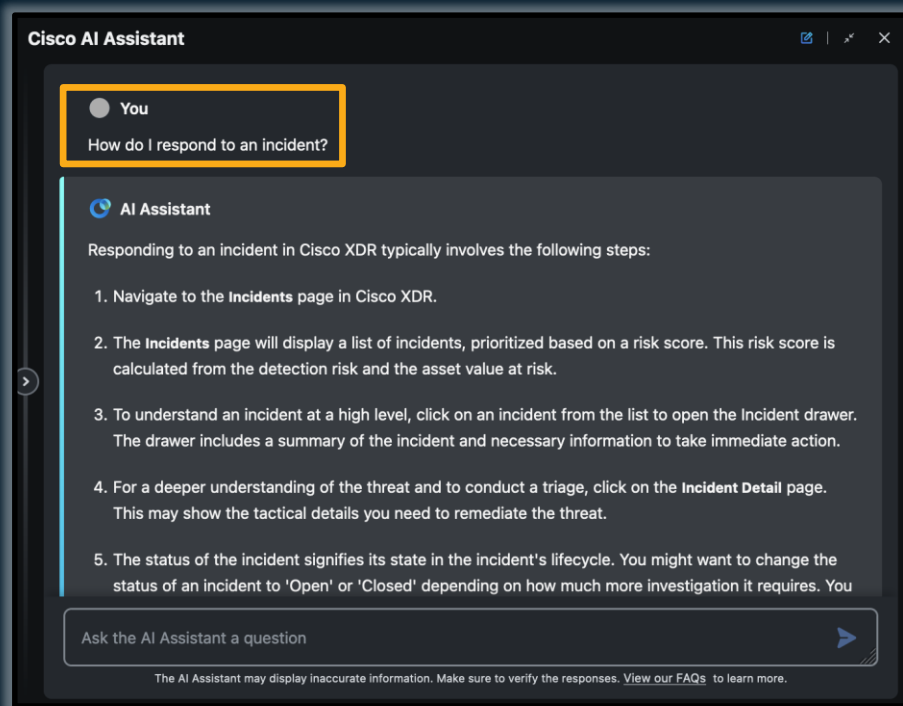 Cisco AI Assistant
You
How do I respond to an incident?
AI Assistant
Responding to an incident in Cisco XDR typically involves the following steps:
1. Navigate to the Incidents page in Cisco XDR.
2. The Incidents page will display a list of incidents, prioritized based on a risk score. This risk score is
calculated from the detection risk and the asset value at risk.
3. To understand an incident at a high level, click on an incident from the list to open the Incident drawer.
The drawer includes a summary of the incident and necessary information to take immediate action.
4. For a deeper understanding of the threat and to conduct a triage, click on the Incident Detail page.
This may show the tactical details you need to remediate the threat.
5. The status of the incident signifies its state in the incident's lifecycle. You might want to change the
status of an incident to 'Open' or 'Closed' depending on how much more investigation it requires. You
Ask the AI Assistant a question
The AI Assistant may display inaccurate information. Make sure to verify the responses. View our FAQs to learn more.